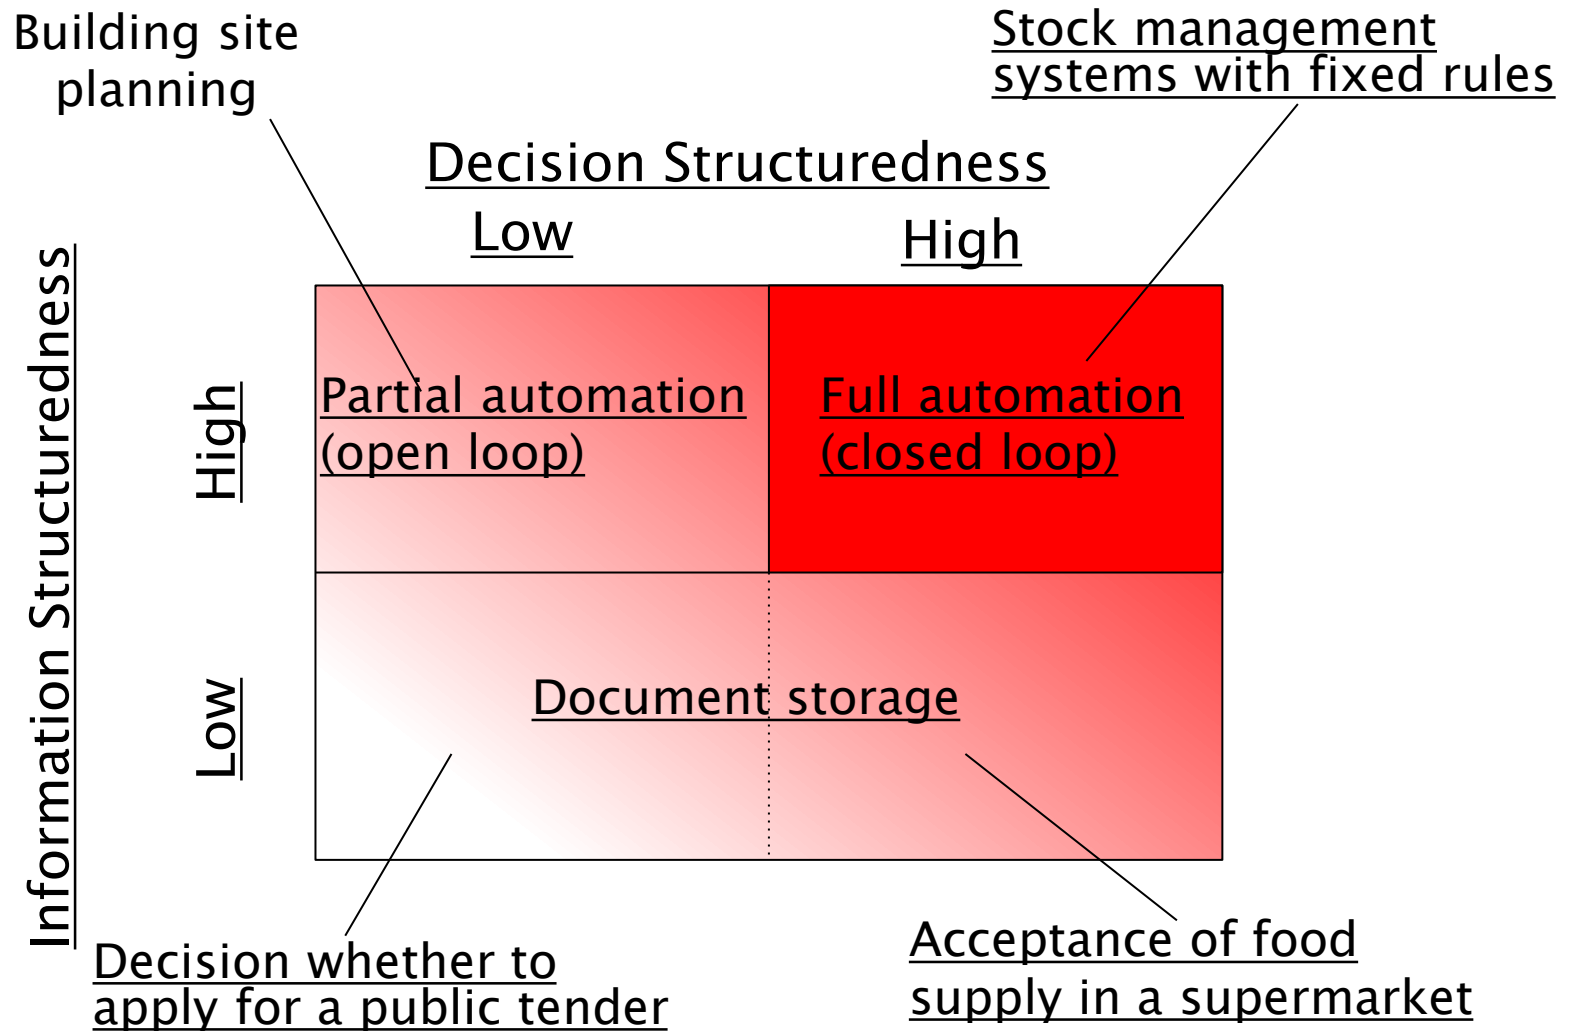 Building site
planning
Stock management
systems with fixed rules
Decision Structuredness
Low
High
Information Structuredness
High
Low
Partial automation
(open loop)
Full automation
(closed loop)
Document storage
Decision whether to
apply for a public tender
Acceptance of food
supply in a supermarket